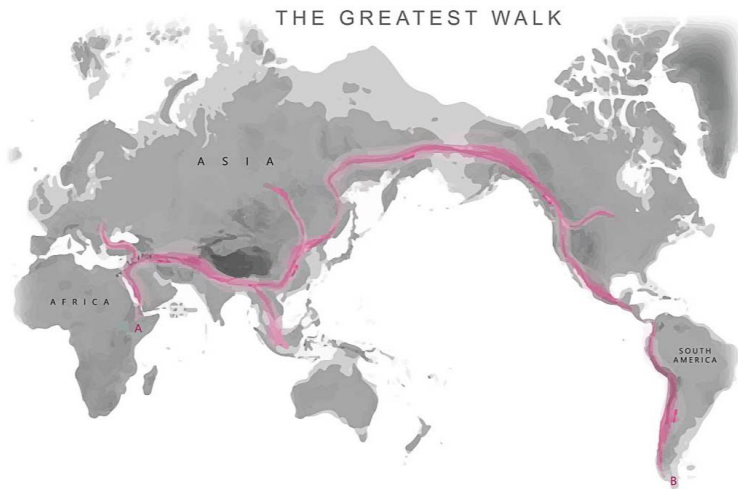 THE GREATEST WALK
ASIA
AFRICA
A
SOUTH
AMERICA
B